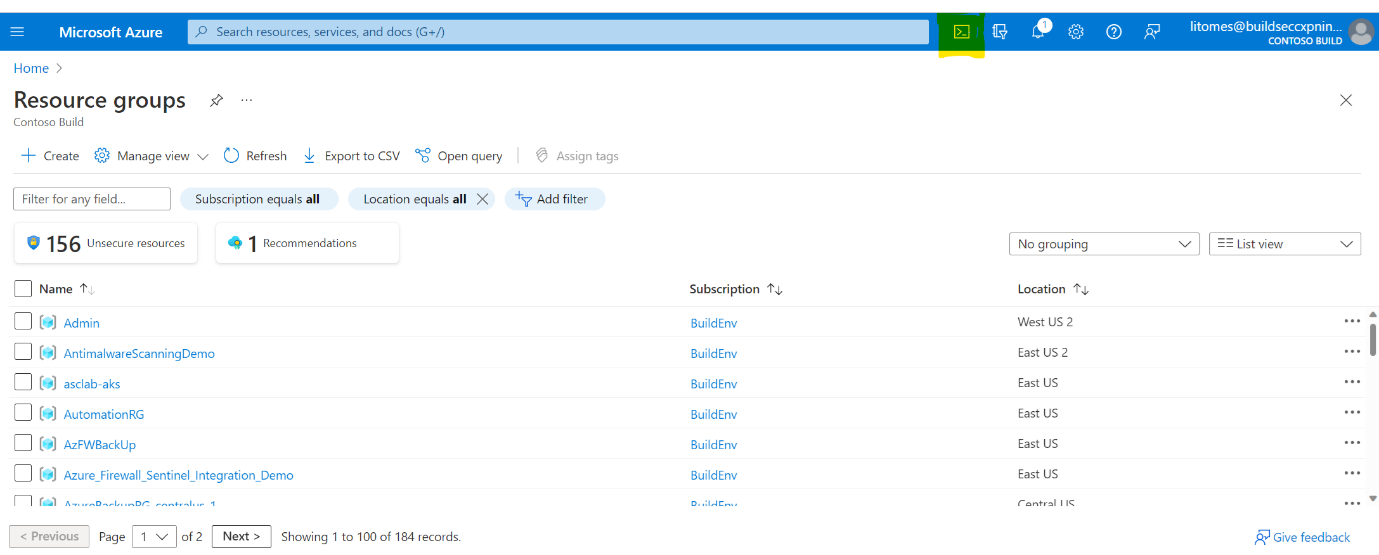 Microsoft Azure
Search resources, services, and docs (G+/)
1
litomes@buildseccxpnin...
CONTOSO BUILD
Home >
Resource groups ...
Contoso Build
+ Create Manage view Refresh Export to CSV Open query Assign tags
Filter for any field... Subscription equals all Location equals all Add filter
156 Unsecure resources 1 Recommendations
No grouping List view
Name Subscription Location
Admin BuildEnv West US 2
AntimalwareScanningDemo BuildEnv East US 2
asclab-aks BuildEnv East US
AutomationRG BuildEnv East US
AzFWBackUp BuildEnv East US
Azure_Firewall_Sentinel_Integration_Demo BuildEnv East US
AzureBackupRG_centralus_1 BuildEnv Central US
< Previous Page 1 of 2 Next > Showing 1 to 100 of 184 records. Give feedback